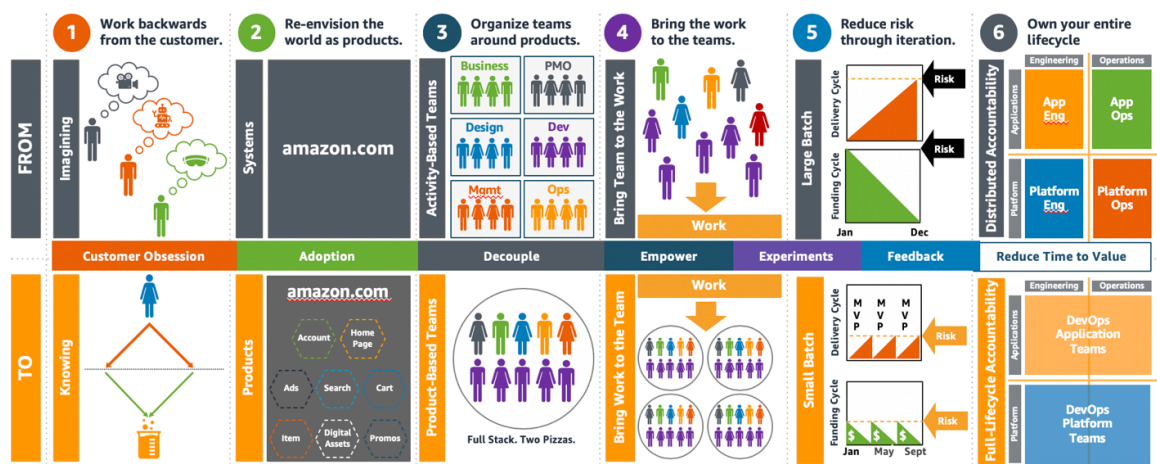 1
Work backwards
from the customer.
2
Re-envision the
world as products.
3
Organize teams
around products.
4
Bring the work
to the teams.
5
Reduce risk
through iteration.
6
Own your entire
lifecycle
FROM
Imaging
Systems
amazon.com
Activity-Based Teams
Business
PMO
Design
Dev
Mgmt
Ops
Bring Team to the Work
Work
Large Batch
Delivery Cycle
Risk
Funding Cycle
Risk
Jan
Dec
Distributed Accountability
Engineering
Operations
Applications
App
Eng
App
Ops
Platform
Platform
Eng
Platform
Ops
Customer Obsession
Adoption
Decouple
Empower
Experiments
Feedback
Reduce Time to Value
TO
Knowing
Products
amazon.com
Account
Home
Page
Ads
Search
Cart
Item
Digital
Assets
Promos
Product-Based Teams
Full Stack. Two Pizzas.
Bring Work to the Team
Work
Small Batch
Delivery Cycle
MVP
MVP
MVP
Risk
Funding Cycle
$
$
$
Risk
Jan
May
Sept
Full-Lifecycle Accountability
Engineering
Operations
Applications
DevOps
Application
Teams
Platform
DevOps
Platform
Teams